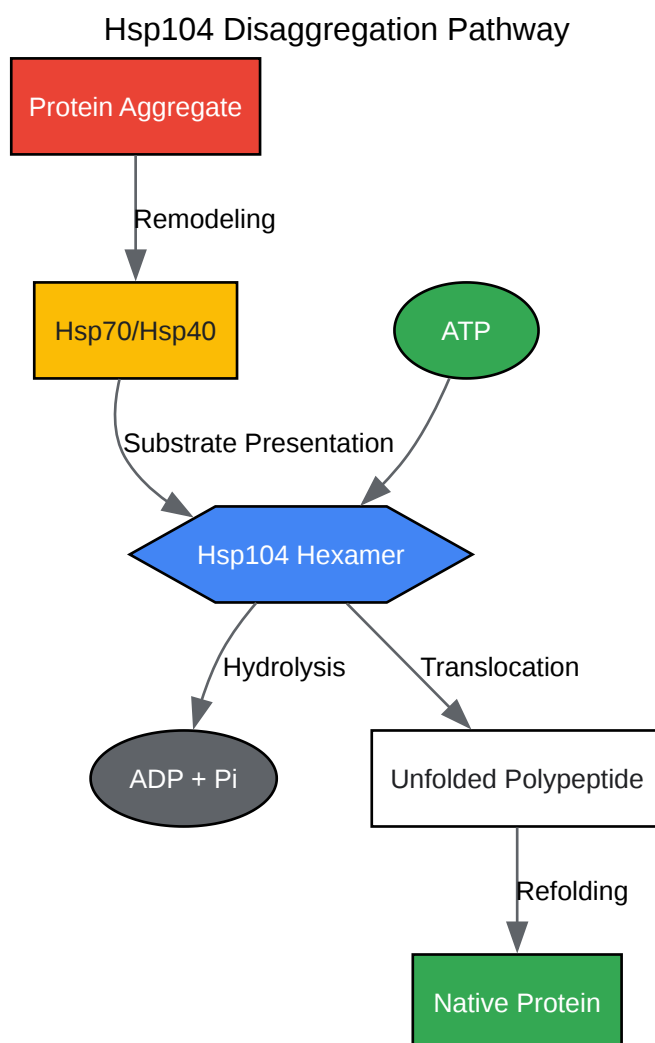 Hsp104 Disaggregation Pathway
Protein Aggregate
Remodeling
Hsp70/Hsp40
ATP
Substrate Presentation
Hsp104 Hexamer
Hydrolysis
Translocation
ADP + Pi
Unfolded Polypeptide
Refolding
Native Protein